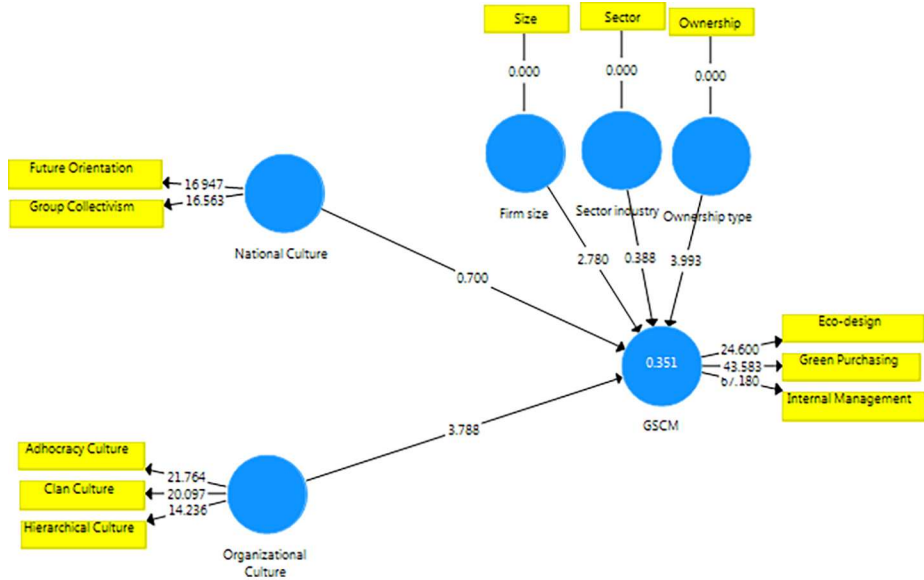 Size
Sector
Ownership
0.000
0.000
0.000
Firm size
Sector industry
Ownership type
Future Orientation
Group Collectivism
16.947
16.563
National Culture
2.780
0.388
3.993
0.700
0.351
GSCM
24.600
43.583
67.180
Eco-design
Green Purchasing
Internal Management
3.788
Adhocracy Culture
Clan Culture
Hierarchical Culture
21.764
20.097
14.236
Organizational
Culture